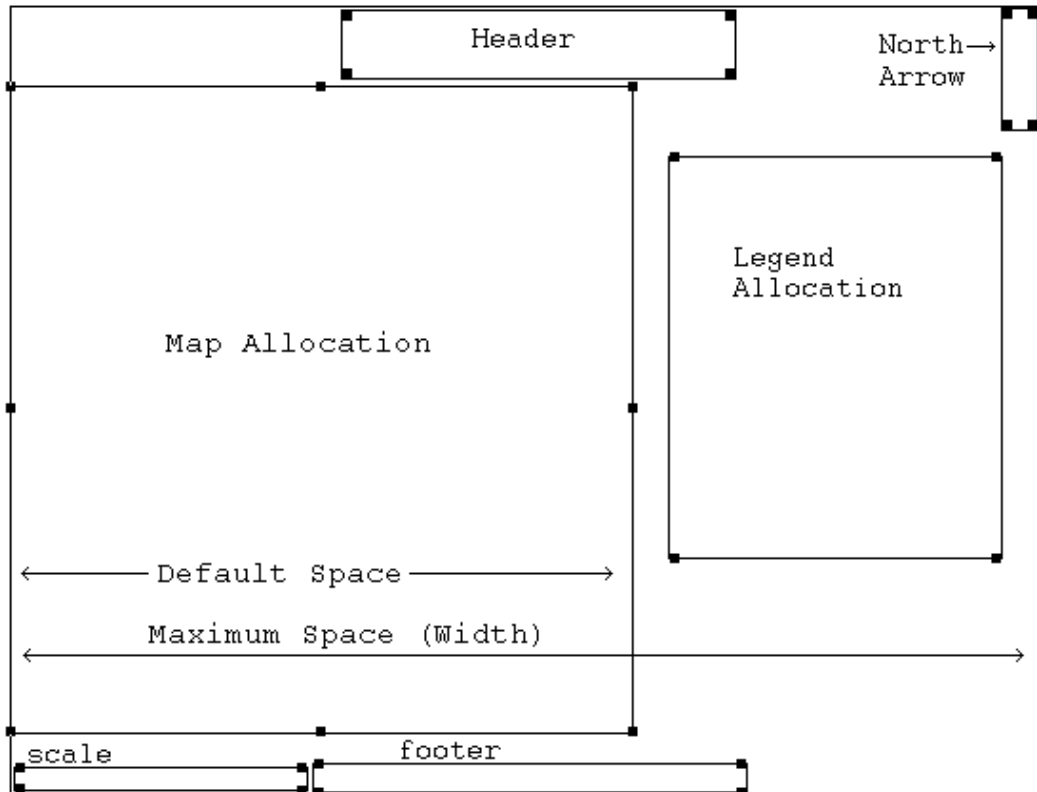 Header
North
Arrow
Legend
Allocation
Map Allocation
Default Space
Maximum Space (Width)
scale
footer